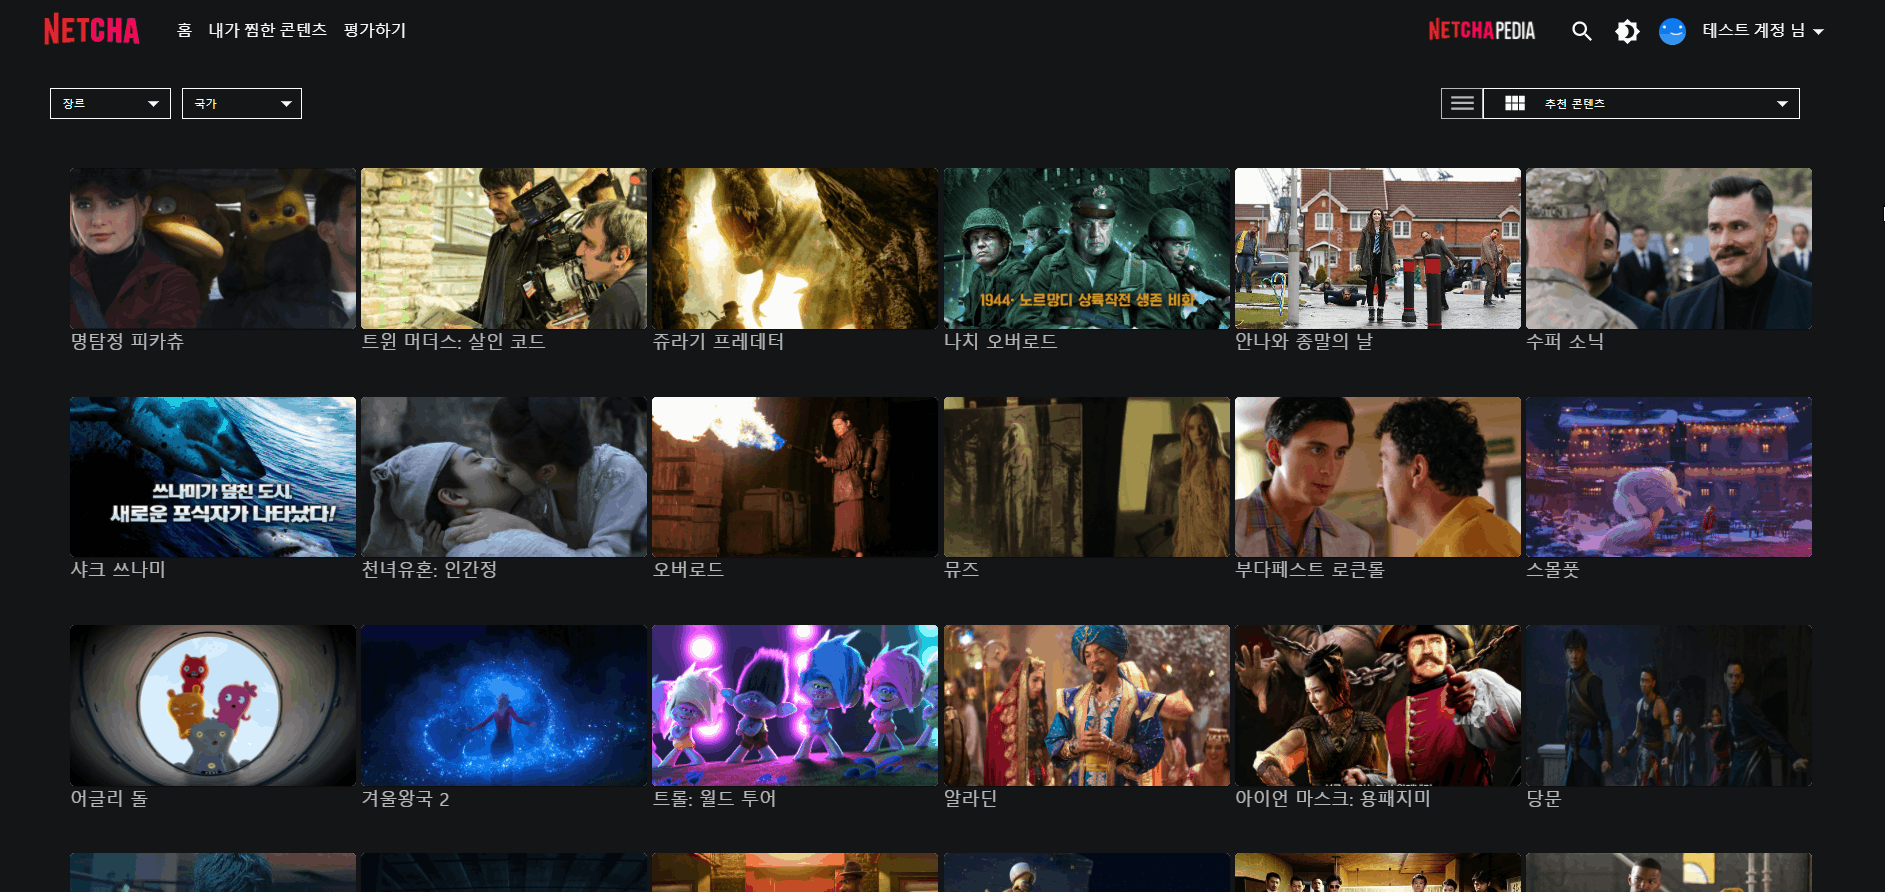 NETCHA 홈 내가 찜한 콘텐츠 평가하기 NETCHAPEDIA 테스트 계정 님
장르 국가 추천 콘텐츠
1944· 노르망디 상륙작전 생존 비화
명탐정 피카츄 트윈 머더스: 살인 코드 쥬라기 프레데터 나치 오버로드 안나와 종말의 날 수퍼 소닉
쓰나미가 덮친 도시,
새로운 포식자가 나타났다!
샤크 쓰나미 천녀유혼: 인간정 오버로드 뮤즈 부다페스트 로큰롤 스몰풋
어글리 돌 겨울왕국 2 트롤: 월드 투어 알라딘 아이언 마스크: 용패지미 당문